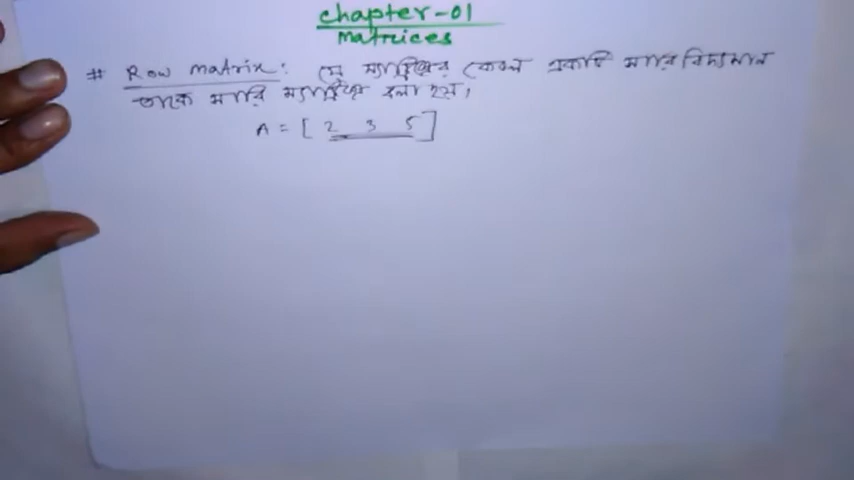 chapter-01
matrices
# Row matrix: যে ম্যাট্রিক্সের কেবল একটি সারি বিদ্যমান
তাকে সারি ম্যাট্রিক্স বলা হয়।
A = [ 2 3 5 ]